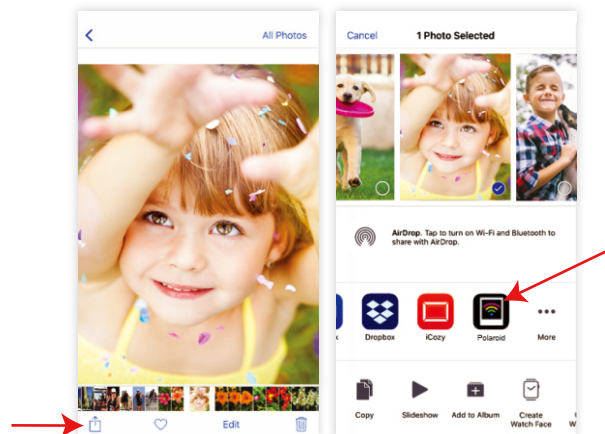 All Photos
Edit
Cancel 1 Photo Selected
AirDrop. Tap to turn on Wi-Fi and Bluetooth to
share with AirDrop.
Dropbox iCozy Polaroid More
Copy Slideshow Add to Album Create
Watch Face